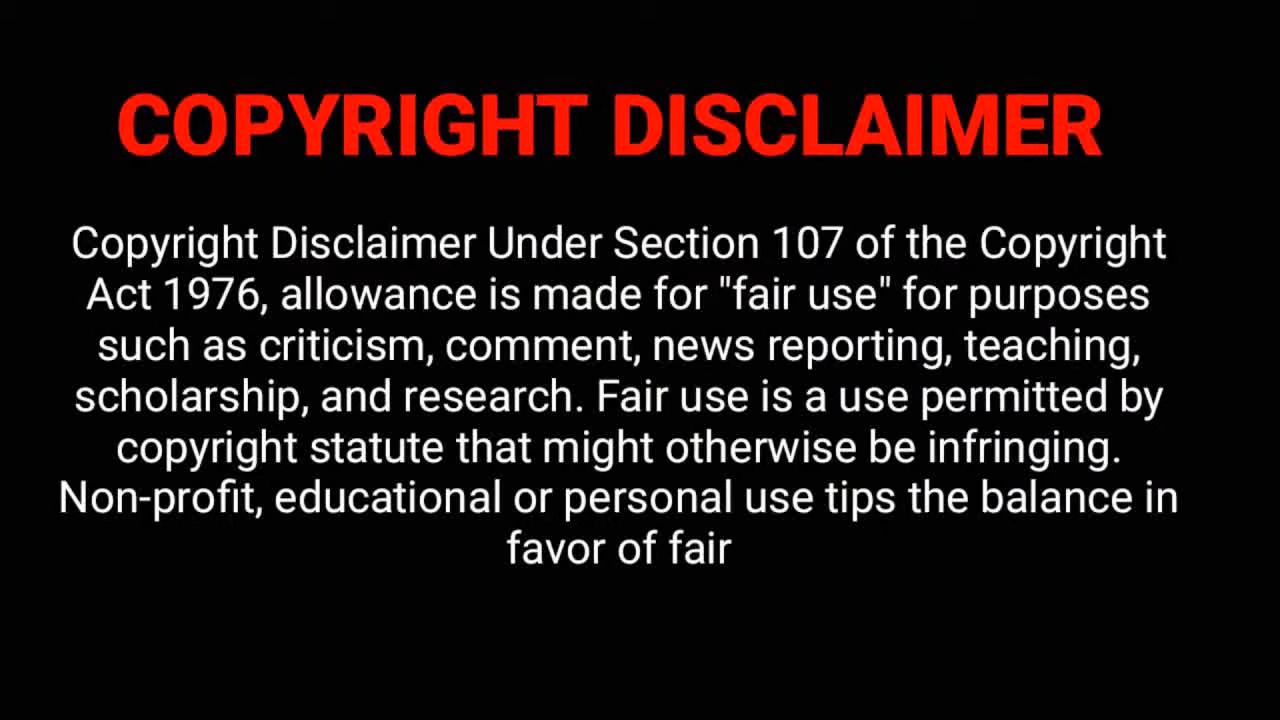 COPYRIGHT DISCLAIMER
Copyright Disclaimer Under Section 107 of the Copyright
Act 1976, allowance is made for "fair use" for purposes
such as criticism, comment, news reporting, teaching,
scholarship, and research. Fair use is a use permitted by
copyright statute that might otherwise be infringing.
Non-profit, educational or personal use tips the balance in
favor of fair